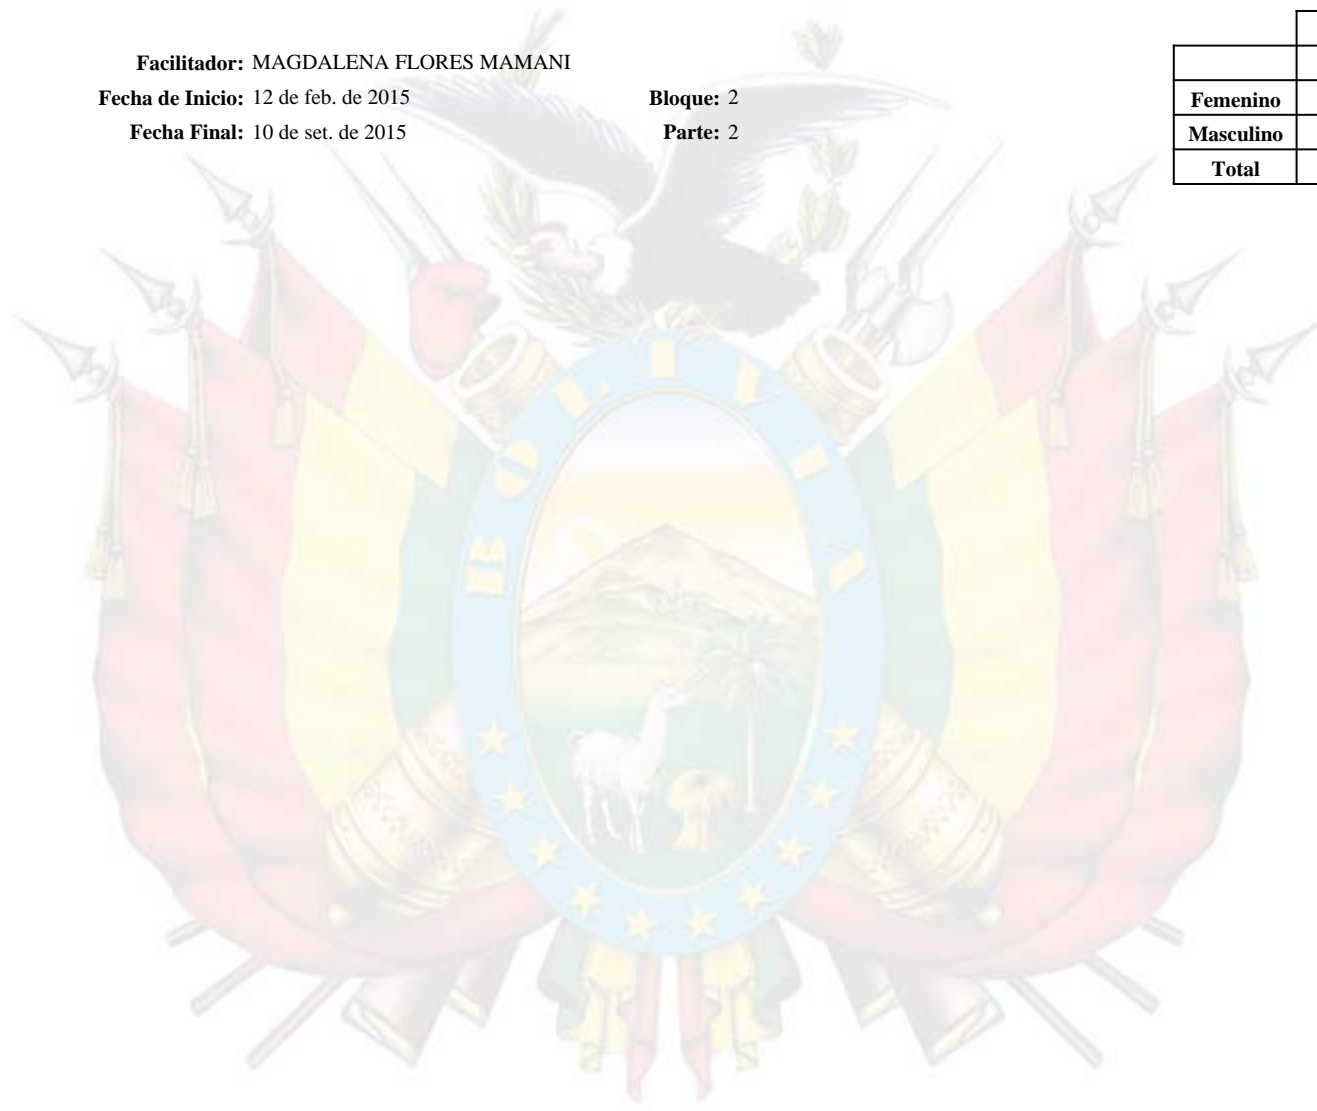 Facilitador: MAGDALENA FLORES MAMANI
Fecha de Inicio: 12 de feb. de 2015 Bloque: 2
Fecha Final: 10 de set. de 2015 Parte: 2
Femenino
Masculino
Total
BOLIVIA